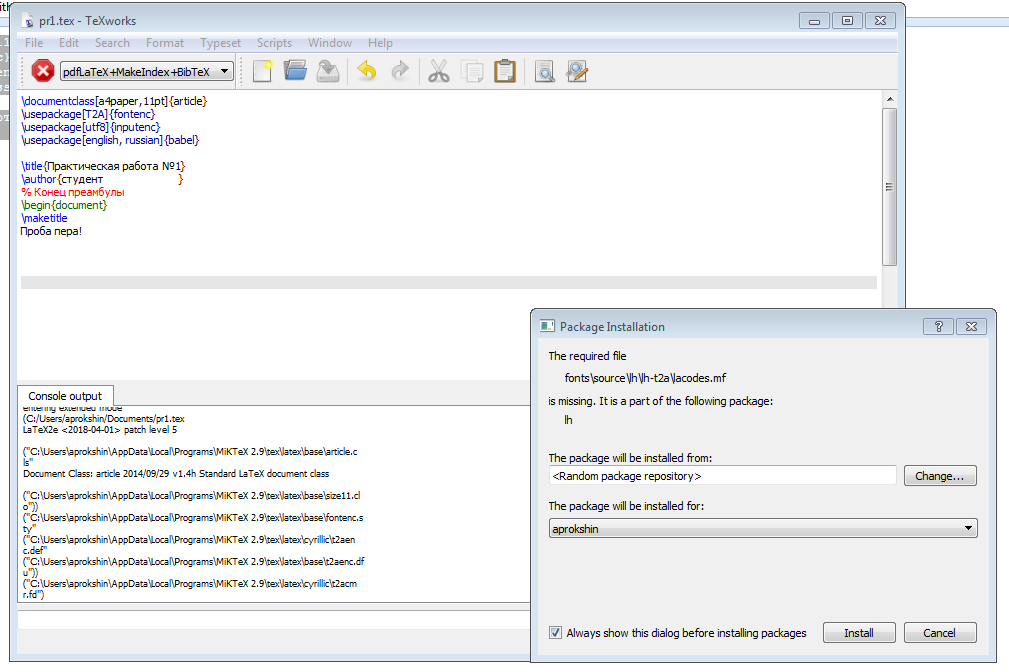 pr1.tex - TeXworks
File Edit Search Format Typeset Scripts Window Help
pdfLaTeX+MakeIndex+BibTeX
\documentclass[a4paper,11pt]{article}
\usepackage[T2A]{fontenc}
\usepackage[utf8]{inputenc}
\usepackage[english, russian]{babel}
\title{Практическая работа №1}
\author{студент }
% Конец преамбулы
\begin{document}
\maketitle
Проба пера!
Console output
entering extended mode
(C:/Users/aprokshin/Documents/pr1.tex
LaTeX2e <2018-04-01> patch level 5
("C:\Users\aprokshin\AppData\Local\Programs\MiKTeX 2.9\tex\latex\base\article.c
ls"
Document Class: article 2014/09/29 v1.4h Standard LaTeX document class
("C:\Users\aprokshin\AppData\Local\Programs\MiKTeX 2.9\tex\latex\base\size11.cl
o"))
("C:\Users\aprokshin\AppData\Local\Programs\MiKTeX 2.9\tex\latex\base\fontenc.s
ty"
("C:\Users\aprokshin\AppData\Local\Programs\MiKTeX 2.9\tex\latex\cyrillic\t2aen
c.def"
("C:\Users\aprokshin\AppData\Local\Programs\MiKTeX 2.9\tex\latex\base\t2aenc.df
u"))
("C:\Users\aprokshin\AppData\Local\Programs\MiKTeX 2.9\tex\latex\cyrillic\t2acm
r.fd")
Package Installation
The required file
fonts\source\lh\lh-t2a\lacodes.mf
is missing. It is a part of the following package:
lh
The package will be installed from:
<Random package repository>
Change...
The package will be installed for:
aprokshin
Always show this dialog before installing packages
Install
Cancel